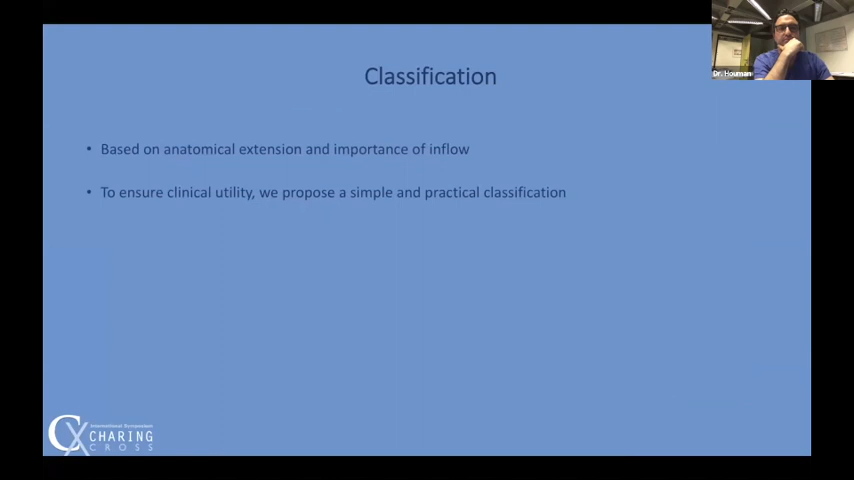 Dr. Houman
Classification
• Based on anatomical extension and importance of inflow
• To ensure clinical utility, we propose a simple and practical classification
CX
International Symposium
CHARING
CROSS